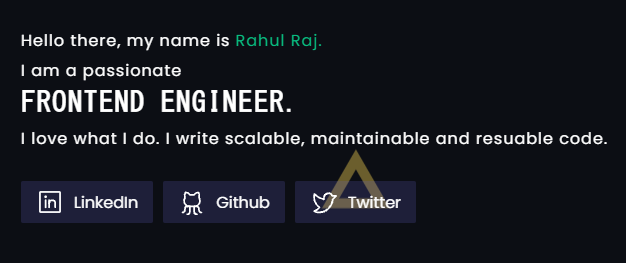 Hello there, my name is Rahul Raj.
I am a passionate
FRONTEND ENGINEER.
I love what I do. I write scalable, maintainable and resuable code.
LinkedIn Github Twitter